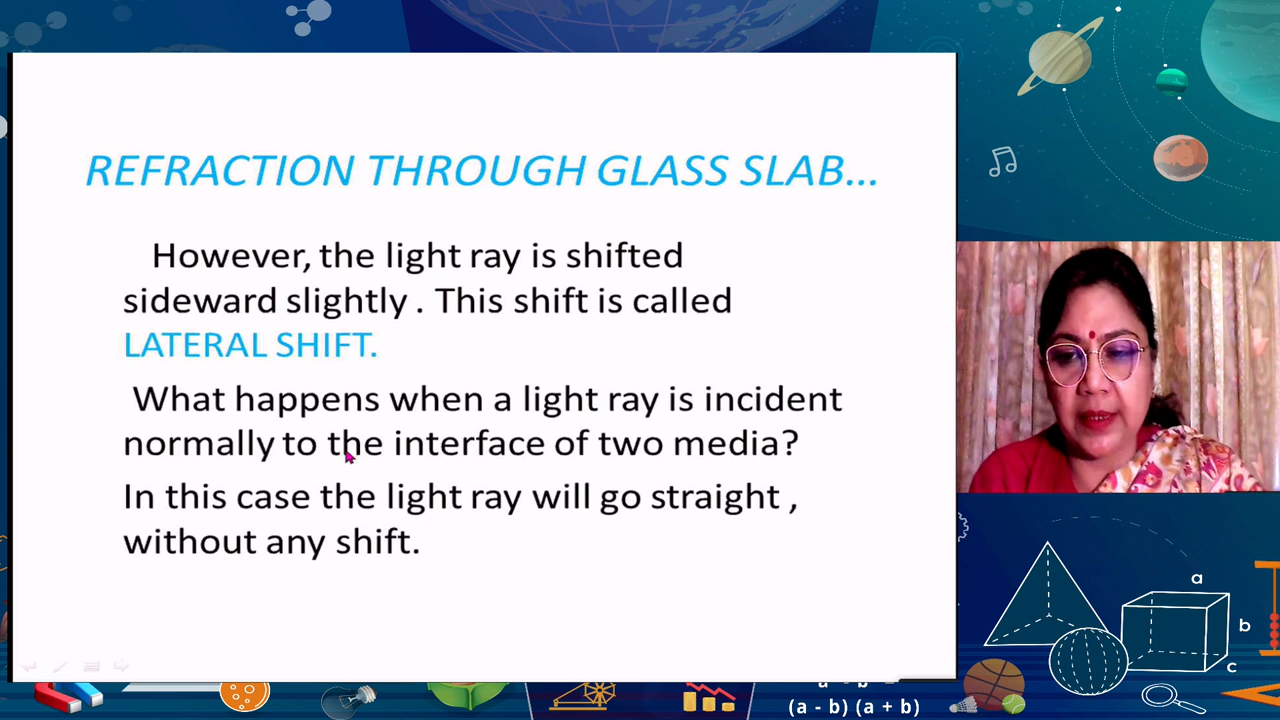 REFRACTION THROUGH GLASS SLAB...
However, the light ray is shifted
sideward slightly . This shift is called
LATERAL SHIFT.
What happens when a light ray is incident
normally to the interface of two media?
In this case the light ray will go straight ,
without any shift.
a
b
c
(a - b) (a + b)